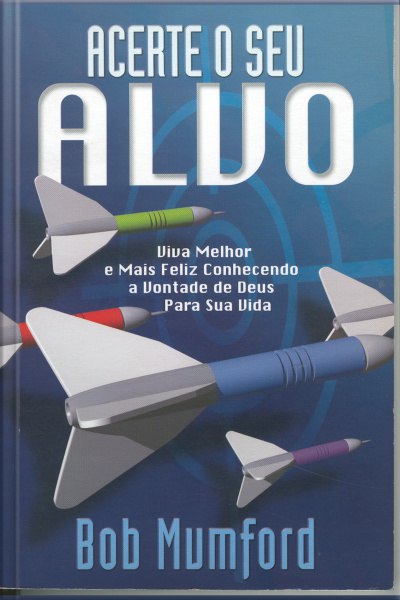 ACERTE O SEU
ALVO
Viva Melhor
e Mais Feliz Conhecendo
a Vontade de Deus
Para Sua Vida
Bob Mumford